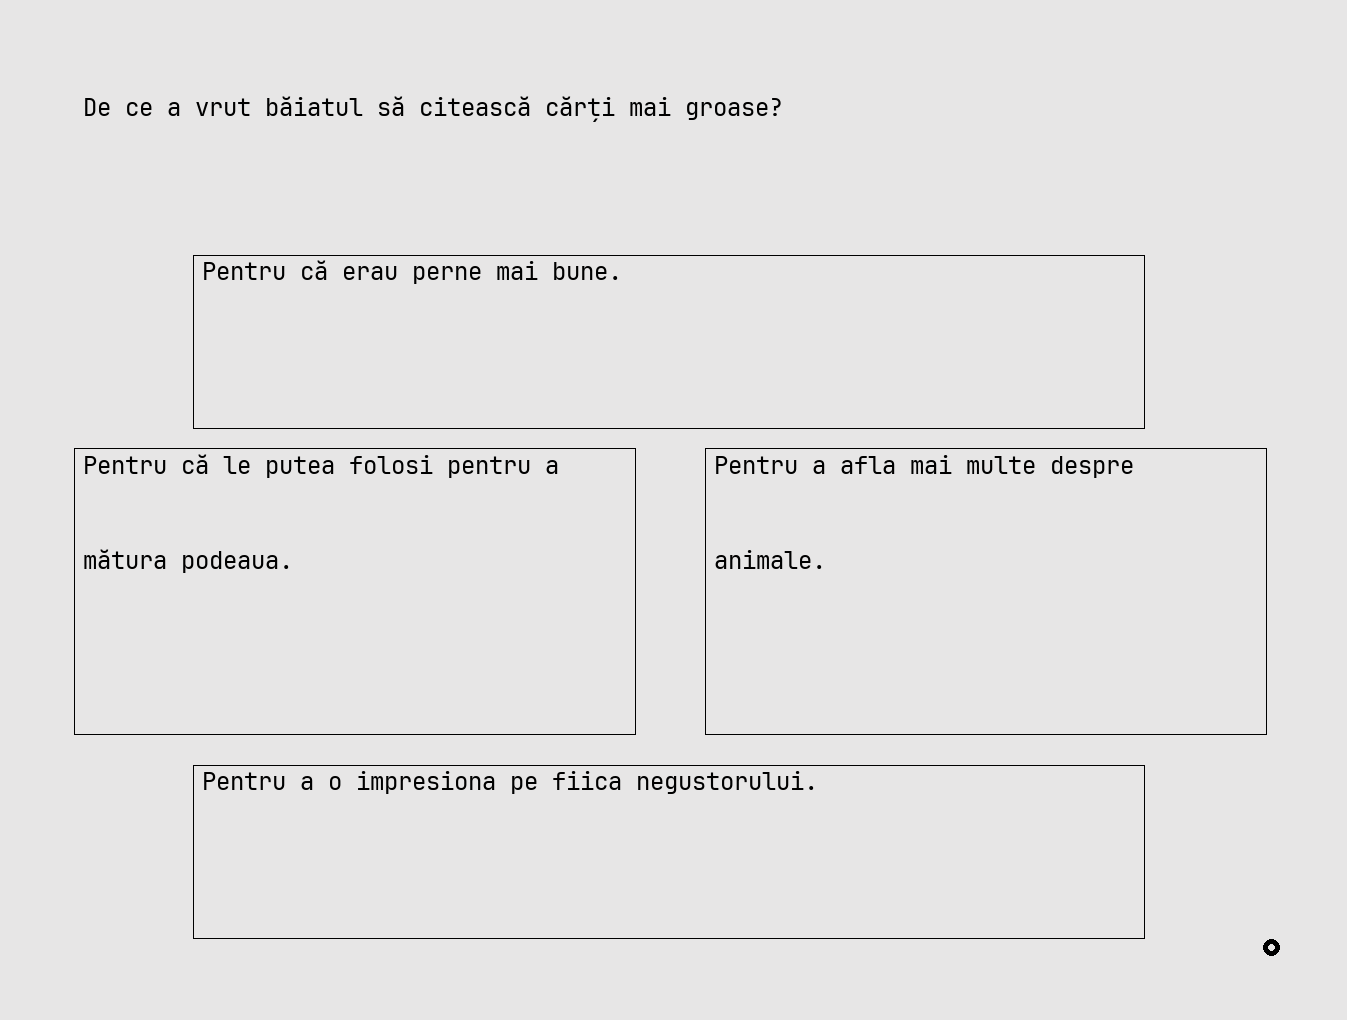 De ce a vrut băiatul să citească cărți mai groase?
Pentru că erau perne mai bune.
Pentru că le putea folosi pentru a
mătura podeaua.
Pentru a afla mai multe despre
animale.
Pentru a o impresiona pe fiica negustorului.